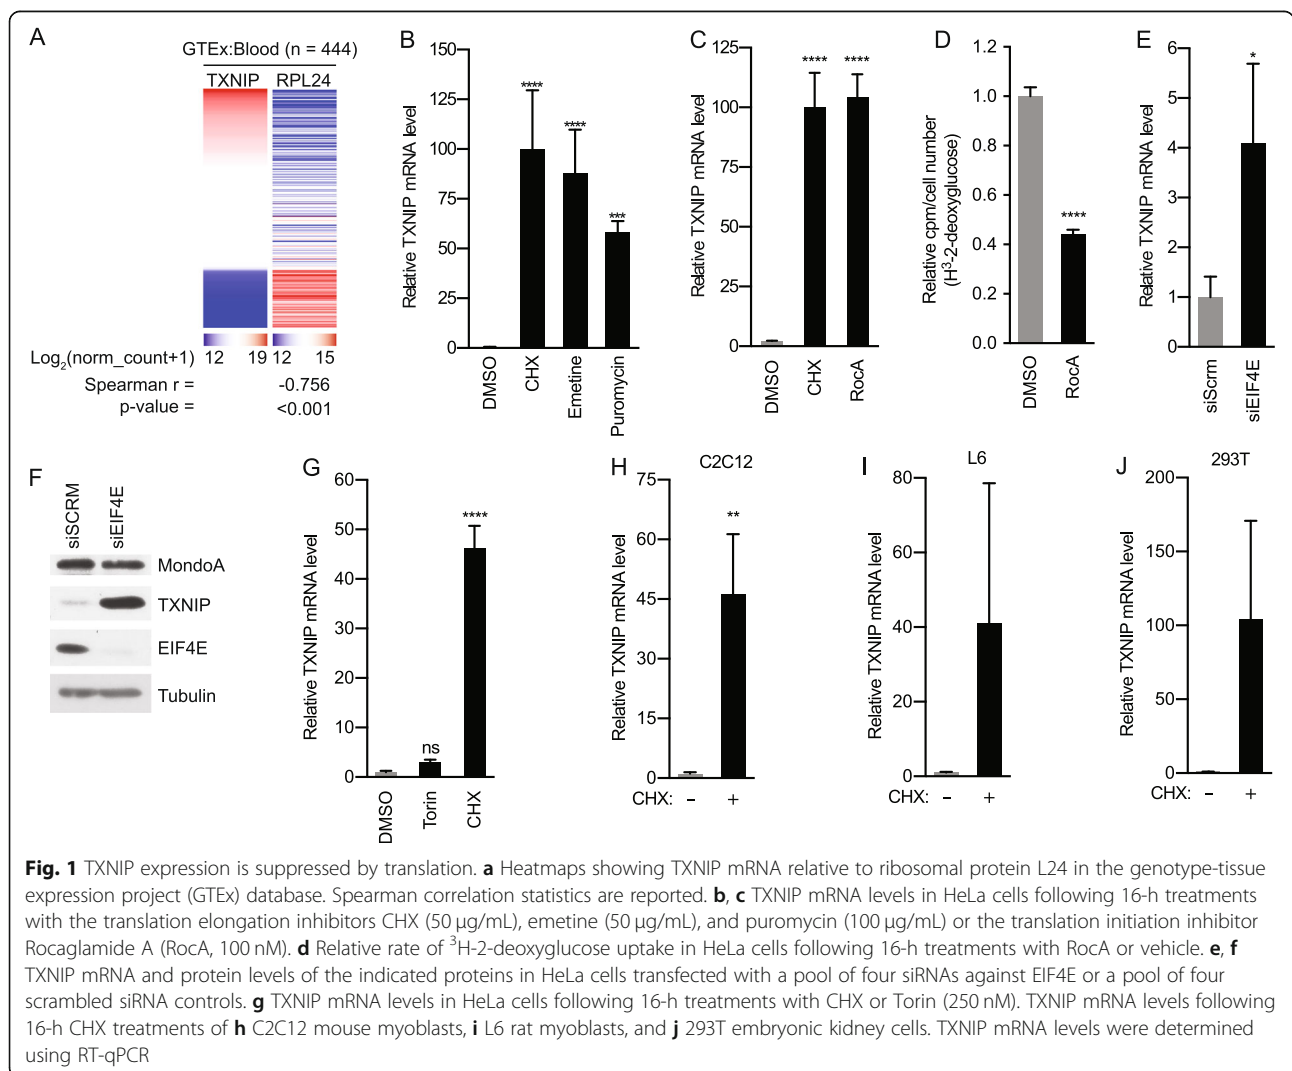 A
GTEx:Blood (n = 444)
TXNIP RPL24
Log2(norm_count+1) 12 19 12 15
Spearman r = -0.756
p-value = <0.001
B
Relative TXNIP mRNA level
150
125
100
75
50
25
0
****
****
***
DMSO
CHX
Emetine
Puromycin
C
Relative TXNIP mRNA level
125
100
75
50
25
0
**** ****
DMSO
CHX
RocA
D
Relative cpm/cell number
(H³-2-deoxyglucose)
1.2
1.0
0.8
0.6
0.4
0.2
0.0
****
DMSO
RocA
E
Relative TXNIP mRNA level
6
5
4
3
2
1
0
*
siScrm
siEIF4E
F
siSCRM
siEIF4E
MondoA
TXNIP
EIF4E
Tubulin
G
Relative TXNIP mRNA level
60
50
40
30
20
10
0
ns
****
DMSO
Torin
CHX
H
C2C12
Relative TXNIP mRNA level
75
60
45
30
15
0
**
CHX: – +
I
L6
Relative TXNIP mRNA level
80
60
40
20
0
CHX: – +
J
293T
Relative TXNIP mRNA level
200
150
100
50
0
CHX: – +
Fig. 1 TXNIP expression is suppressed by translation. a Heatmaps showing TXNIP mRNA relative to ribosomal protein L24 in the genotype-tissue
expression project (GTEx) database. Spearman correlation statistics are reported. b, c TXNIP mRNA levels in HeLa cells following 16-h treatments
with the translation elongation inhibitors CHX (50 μg/mL), emetine (50 μg/mL), and puromycin (100 μg/mL) or the translation initiation inhibitor
Rocaglamide A (RocA, 100 nM). d Relative rate of ³H-2-deoxyglucose uptake in HeLa cells following 16-h treatments with RocA or vehicle. e, f
TXNIP mRNA and protein levels of the indicated proteins in HeLa cells transfected with a pool of four siRNAs against EIF4E or a pool of four
scrambled siRNA controls. g TXNIP mRNA levels in HeLa cells following 16-h treatments with CHX or Torin (250 nM). TXNIP mRNA levels following
16-h CHX treatments of h C2C12 mouse myoblasts, i L6 rat myoblasts, and j 293T embryonic kidney cells. TXNIP mRNA levels were determined
using RT-qPCR